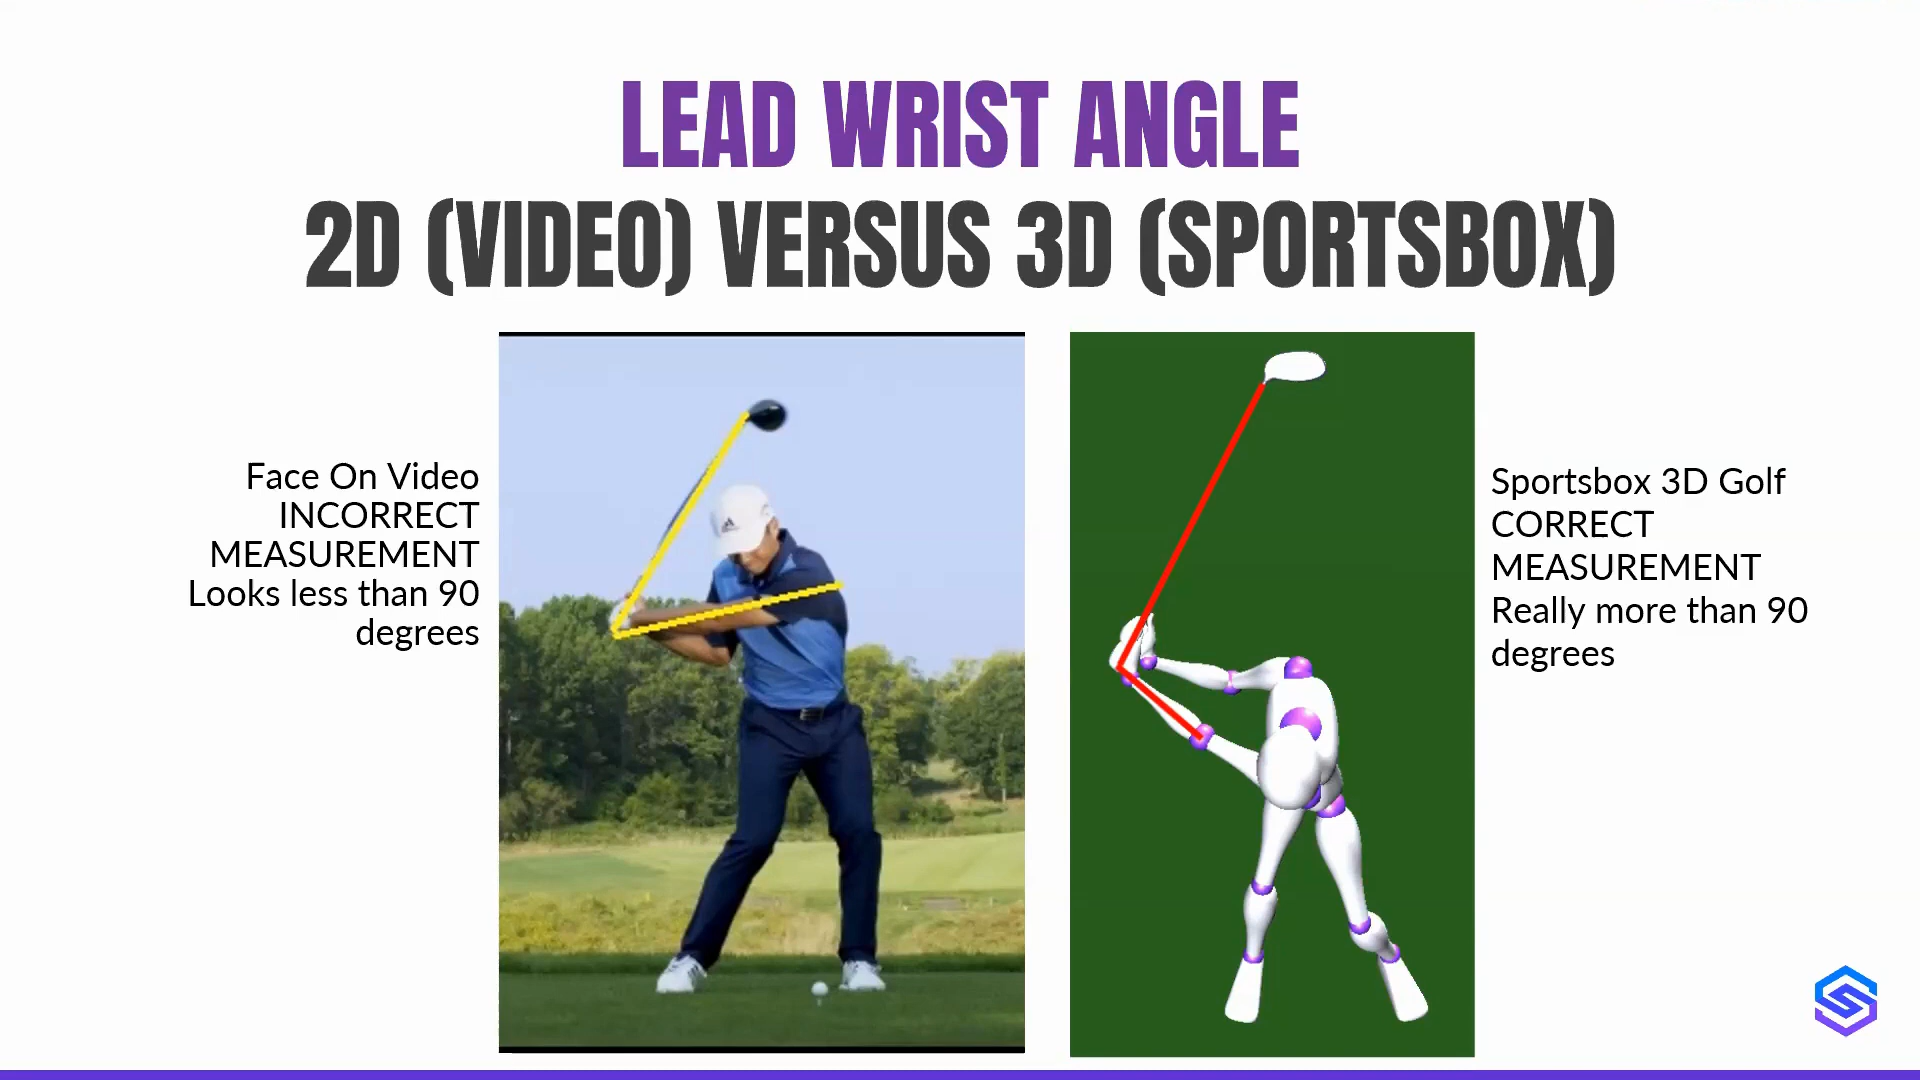 LEAD WRIST ANGLE
2D (VIDEO) VERSUS 3D (SPORTSBOX)
Face On Video
INCORRECT
MEASUREMENT
Looks less than 90
degrees
Sportsbox 3D Golf
CORRECT
MEASUREMENT
Really more than 90
degrees